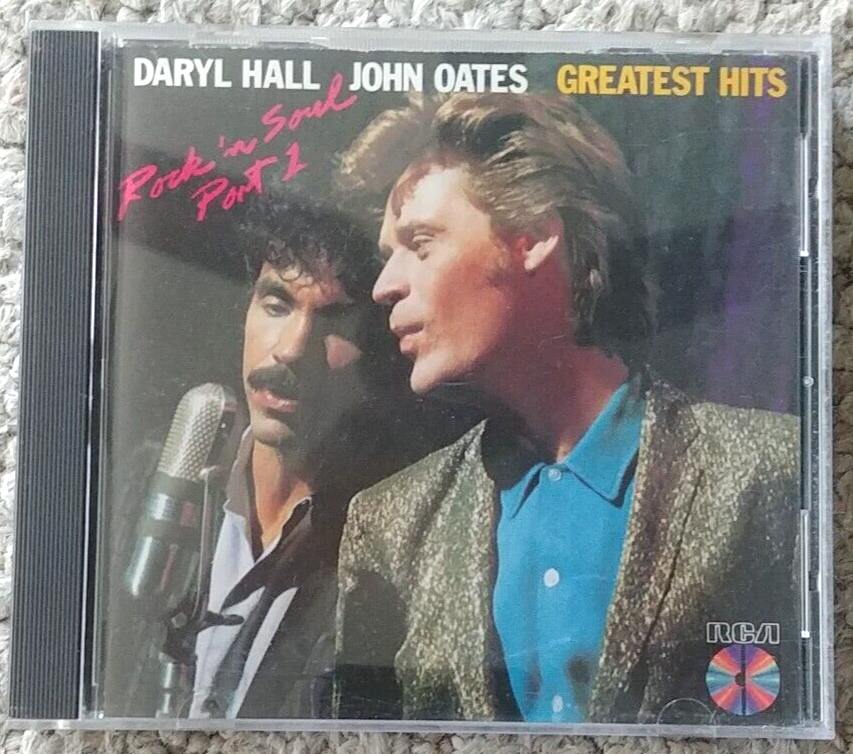 DARYL HALL JOHN OATES GREATEST HITS
Rock 'n Soul
Part 1
RCA